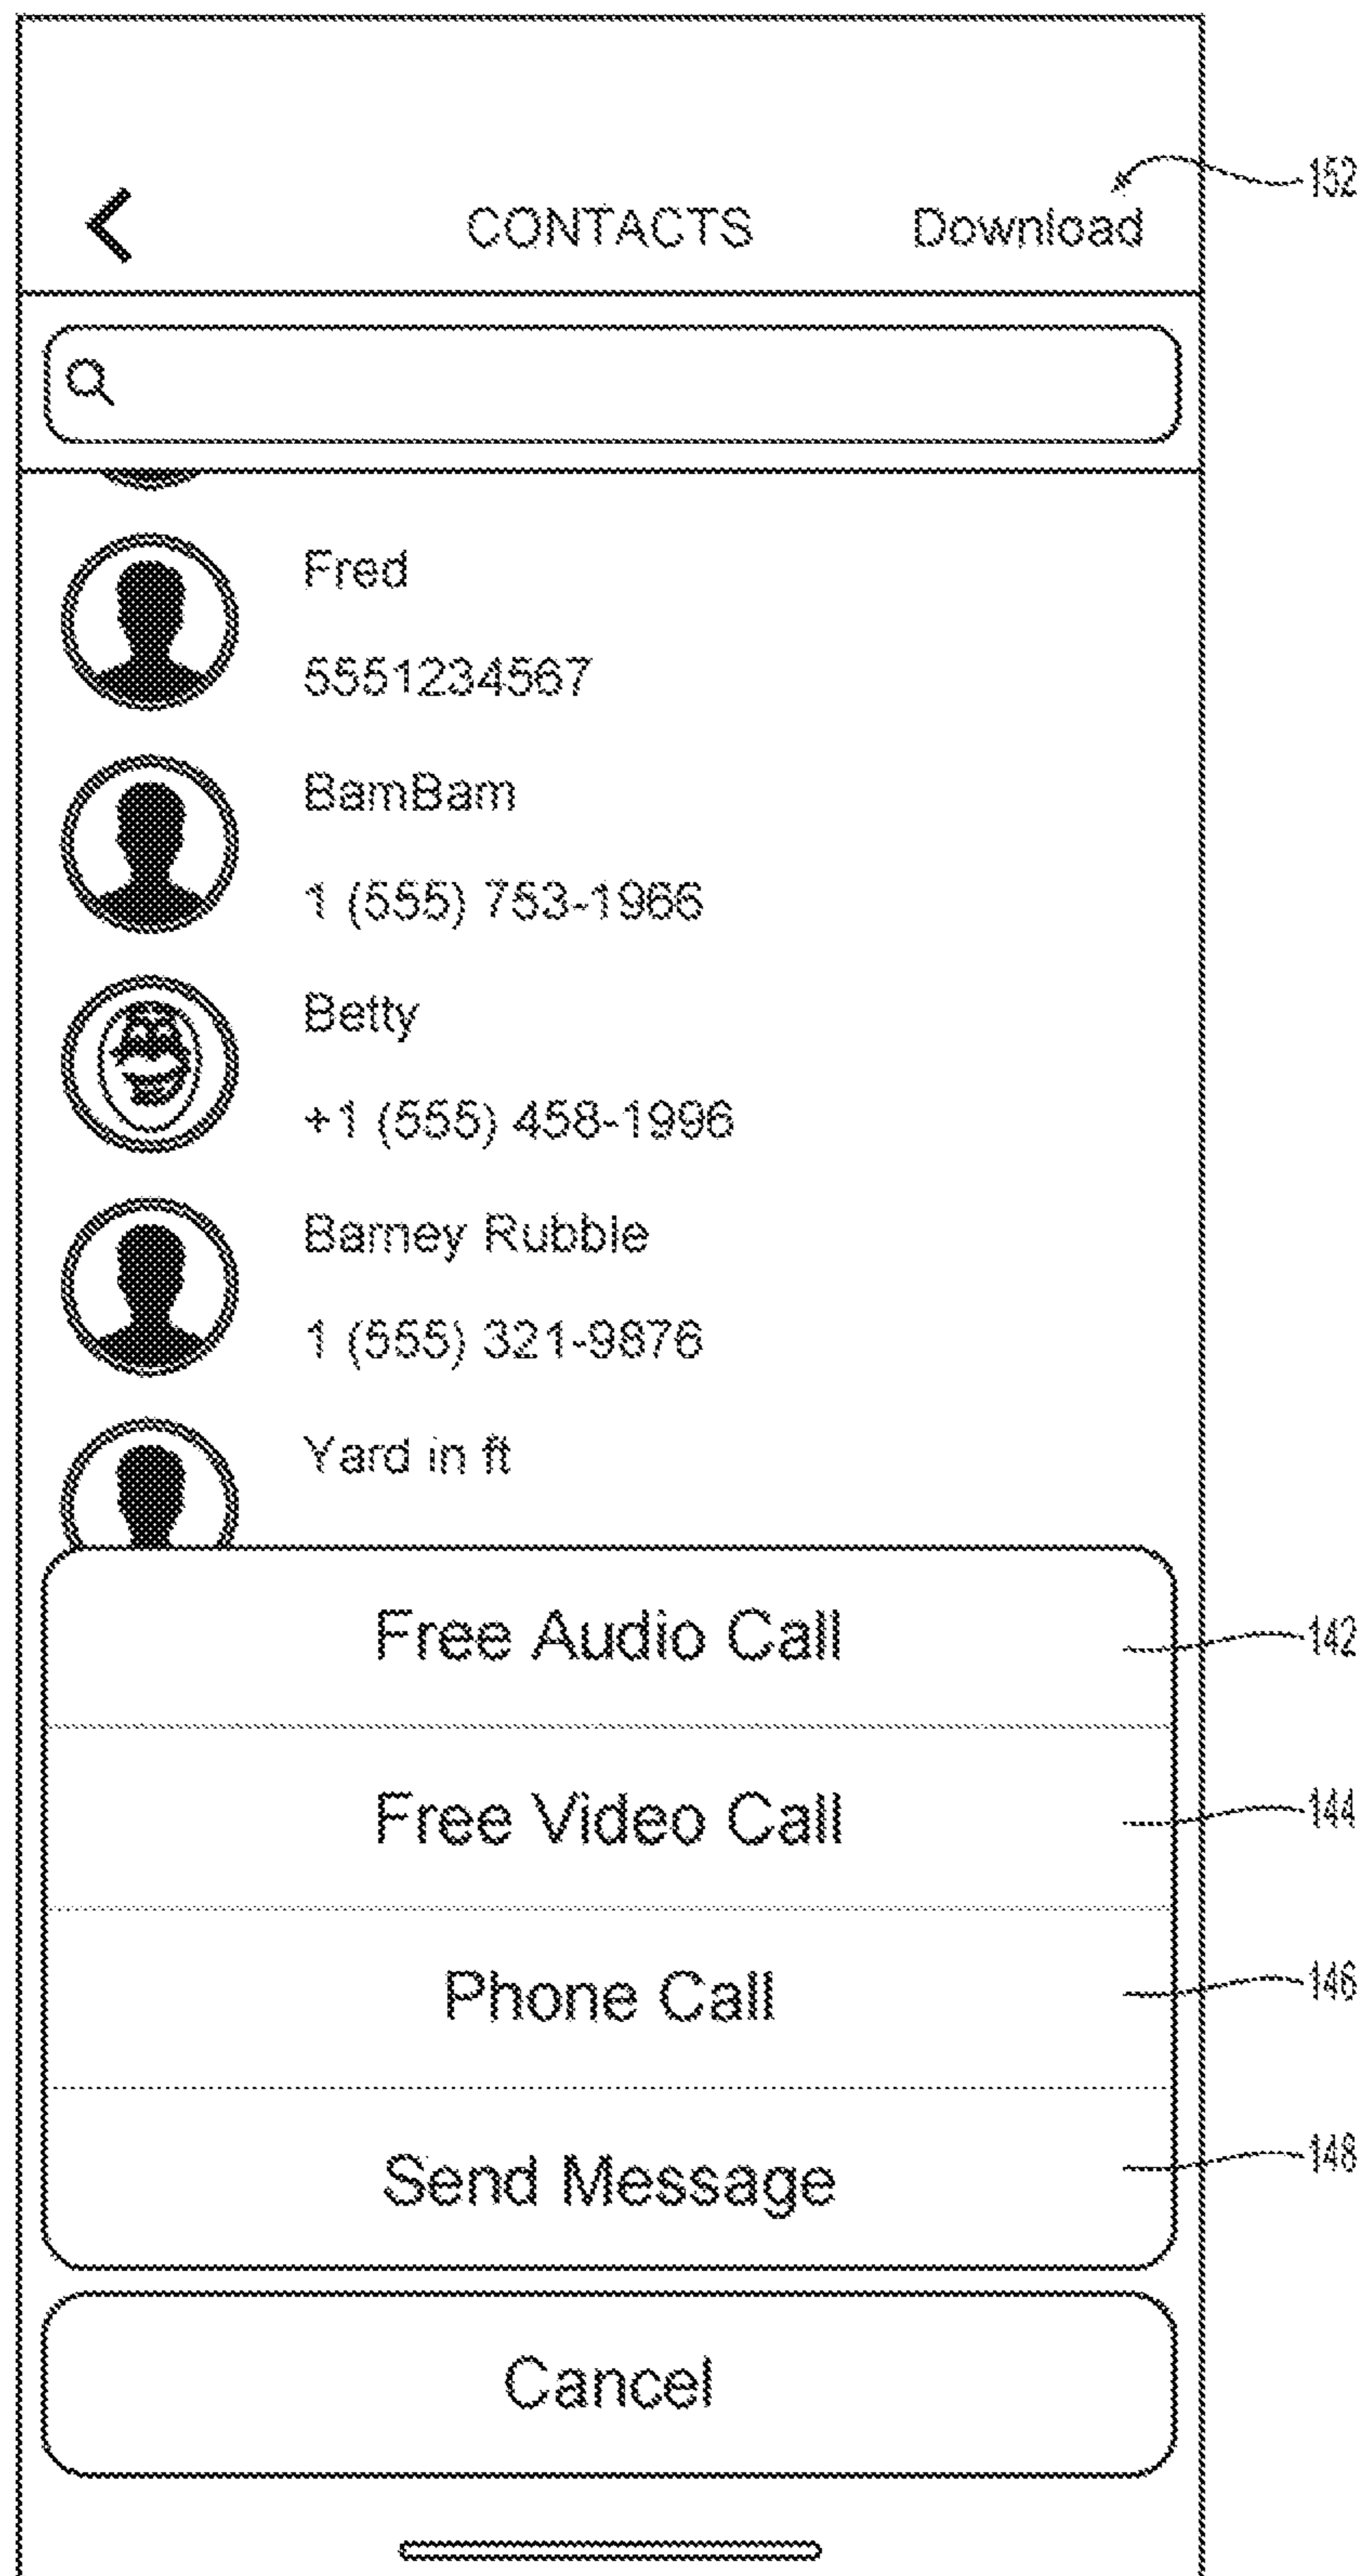 152
CONTACTS Download
Fred
5551234567
BamBam
1 (555) 753-1966
Betty
+1 (555) 458-1996
Barney Rubble
1 (555) 321-9876
Yard in ft
Free Audio Call 142
Free Video Call 144
Phone Call 146
Send Message 148
Cancel